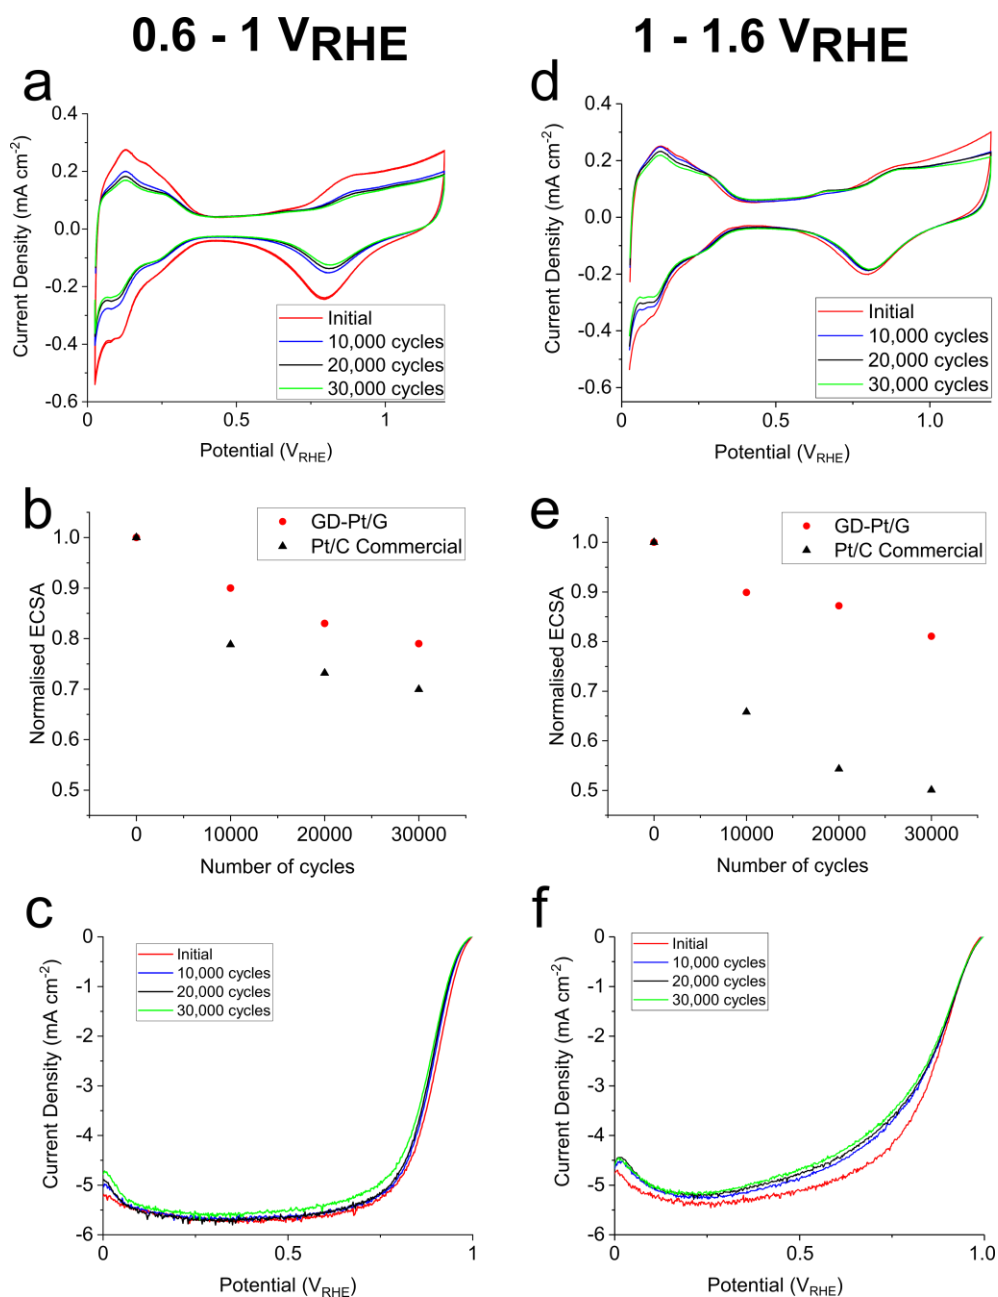 0.6 - 1 VRHE
1 - 1.6 VRHE
a
Current Density (mA cm-2)
0.4
0.2
0.0
-0.2
-0.4
-0.6
0
0.5
1
Potential (VRHE)
Initial
10,000 cycles
20,000 cycles
30,000 cycles
d
Current Density (mA cm-2)
0.4
0.2
0.0
-0.2
-0.4
-0.6
0
0.5
1.0
Potential (VRHE)
Initial
10,000 cycles
20,000 cycles
30,000 cycles
b
Normalised ECSA
1.0
0.9
0.8
0.7
0.6
0.5
0
10000
20000
30000
Number of cycles
GD-Pt/G
Pt/C Commercial
e
Normalised ECSA
1.0
0.9
0.8
0.7
0.6
0.5
0
10000
20000
30000
Number of cycles
GD-Pt/G
Pt/C Commercial
c
Current Density (mA cm-2)
0
-1
-2
-3
-4
-5
-6
0
0.5
1
Potential (VRHE)
Initial
10,000 cycles
20,000 cycles
30,000 cycles
f
Current Density (mA cm-2)
0
-1
-2
-3
-4
-5
-6
0
0.5
1.0
Potential (VRHE)
Initial
10,000 cycles
20,000 cycles
30,000 cycles